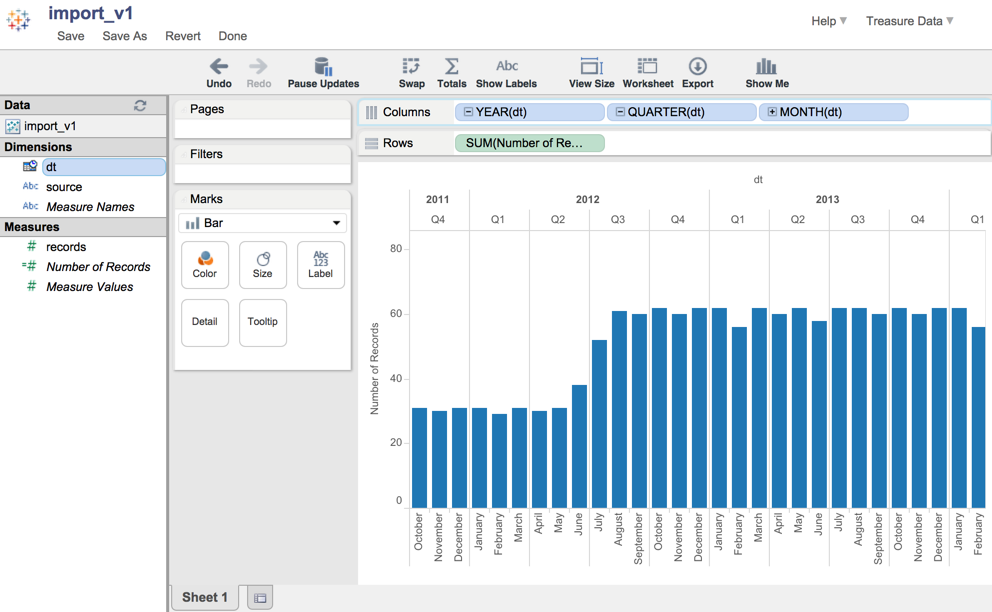 import_v1
Help Treasure Data
Save Save As Revert Done
Undo Redo Pause Updates Swap Totals Abc Show Labels View Size Worksheet Export Show Me
Data
import_v1
Dimensions
dt
Abc source
Abc Measure Names
Measures
# records
=# Number of Records
# Measure Values
Pages
Filters
Marks
Bar
Color Size Abc 123 Label
Detail Tooltip
Columns YEAR(dt) QUARTER(dt) MONTH(dt)
Rows SUM(Number of Re...
dt
2011 2012 2013
Q4 Q1 Q2 Q3 Q4 Q1 Q2 Q3 Q4 Q1
80
60
40
20
0
Number of Records
October November December January February March April May June July August September October November December January February March April May June July August September October November December January February
Sheet 1